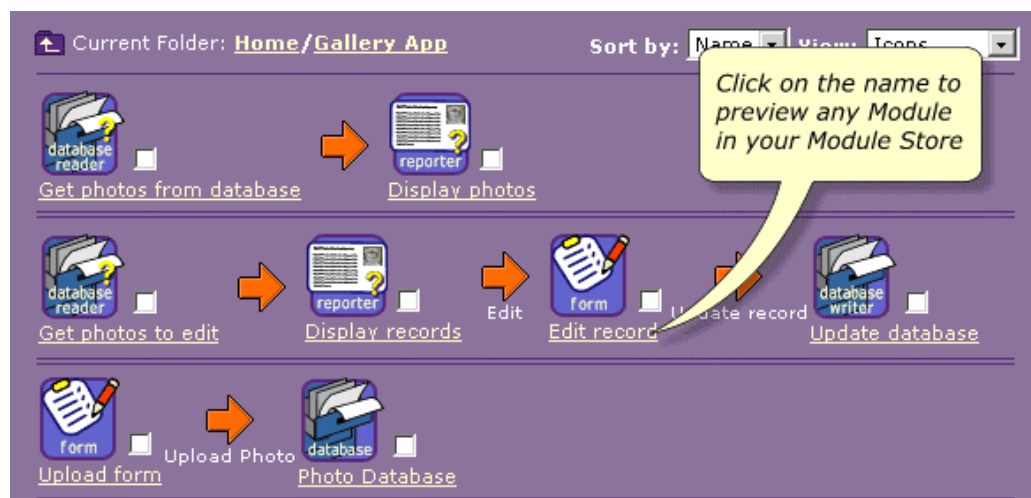 Current Folder: Home/Gallery App
Sort by: Name View: Icons
Click on the name to
preview any Module
in your Module Store
database
reader
Get photos from database
reporter
Display photos
database
reader
Get photos to edit
reporter
Display records
Edit
form
Edit record
Update record
database
writer
Update database
form
Upload form
Upload Photo
database
Photo Database